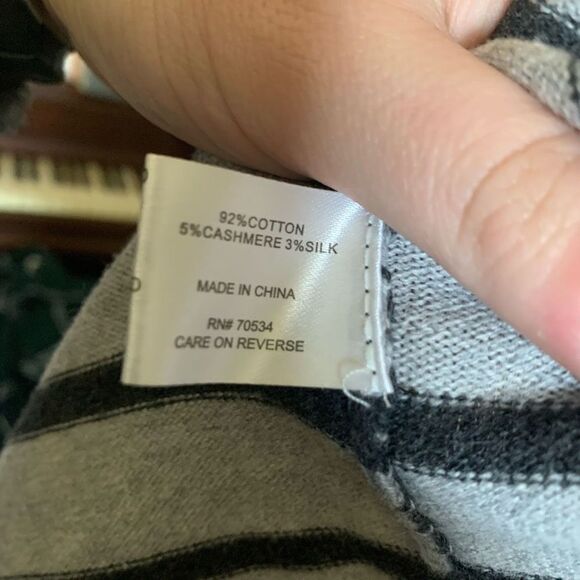 92%COTTON
5%CASHMERE 3%SILK
MADE IN CHINA
RN# 70534
CARE ON REVERSE